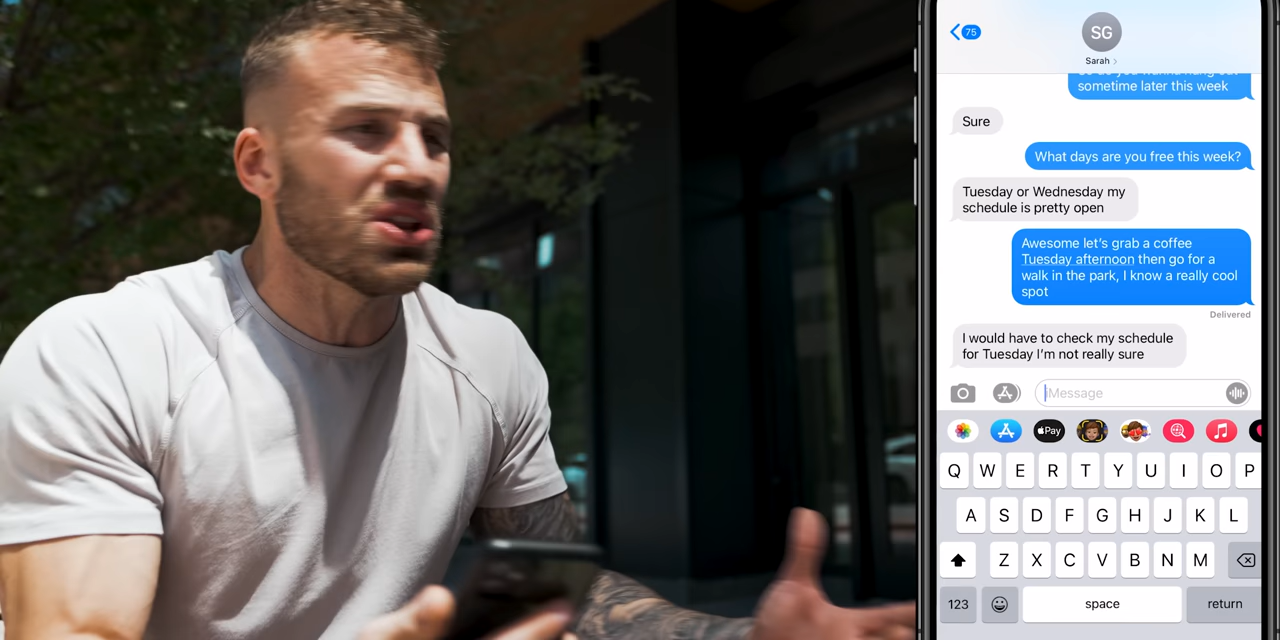 75
SG
Sarah
sometime later this week
Sure
What days are you free this week?
Tuesday or Wednesday my
schedule is pretty open
Awesome let's grab a coffee
Tuesday afternoon then go for a
walk in the park, I know a really cool
spot
Delivered
I would have to check my schedule
for Tuesday I'm not really sure
iMessage
Pay
Q W E R T Y U I O P
A S D F G H J K L
Z X C V B N M
123 space return